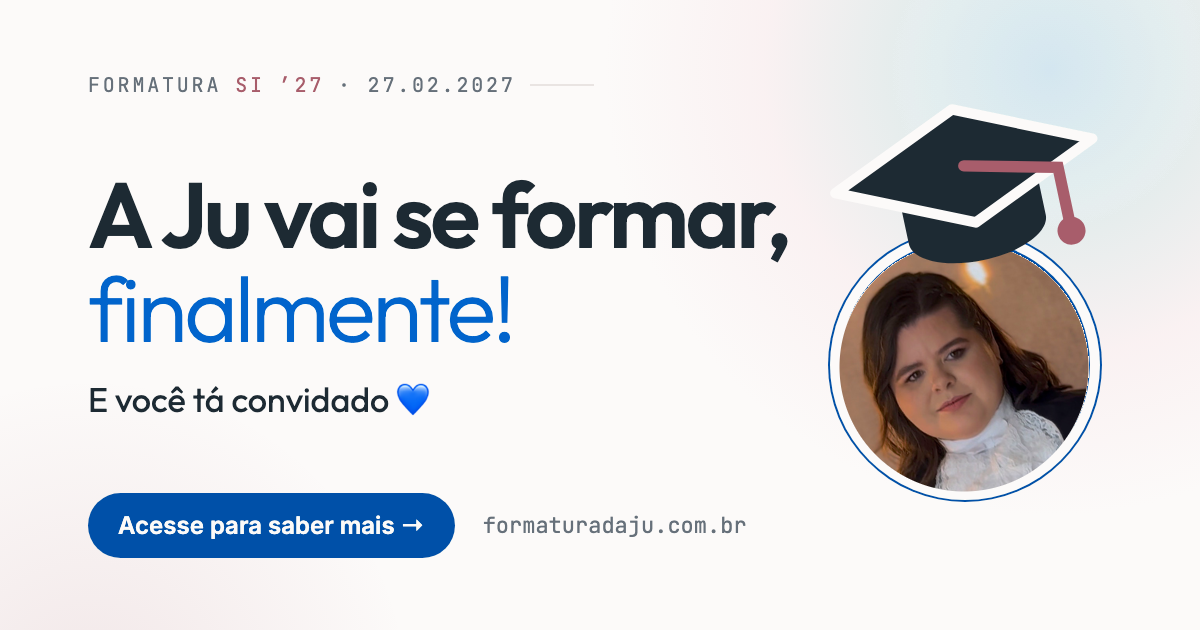 FORMATURA SI ’27 · 27.02.2027
A Ju vai se formar,
finalmente!
E você tá convidado 💙
Acesse para saber mais →
formaturadaju.com.br